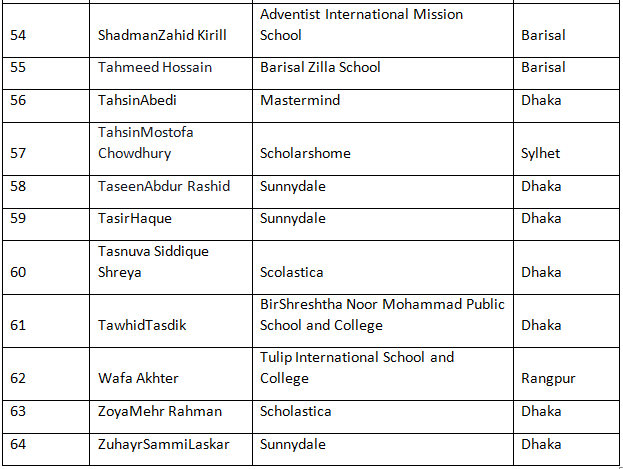 54 ShadmanZahid Kirill Adventist International Mission School Barisal
55 Tahmeed Hossain Barisal Zilla School Barisal
56 TahsinAbedi Mastermind Dhaka
57 TahsinMostofa Chowdhury Scholarshome Sylhet
58 TaseenAbdur Rashid Sunnydale Dhaka
59 TasirHaque Sunnydale Dhaka
60 Tasnuva Siddique Shreya Scolastica Dhaka
61 TawhidTasdik BirShreshtha Noor Mohammad Public School and College Dhaka
62 Wafa Akhter Tulip International School and College Rangpur
63 ZoyaMehr Rahman Scholastica Dhaka
64 ZuhayrSammiLaskar Sunnydale Dhaka